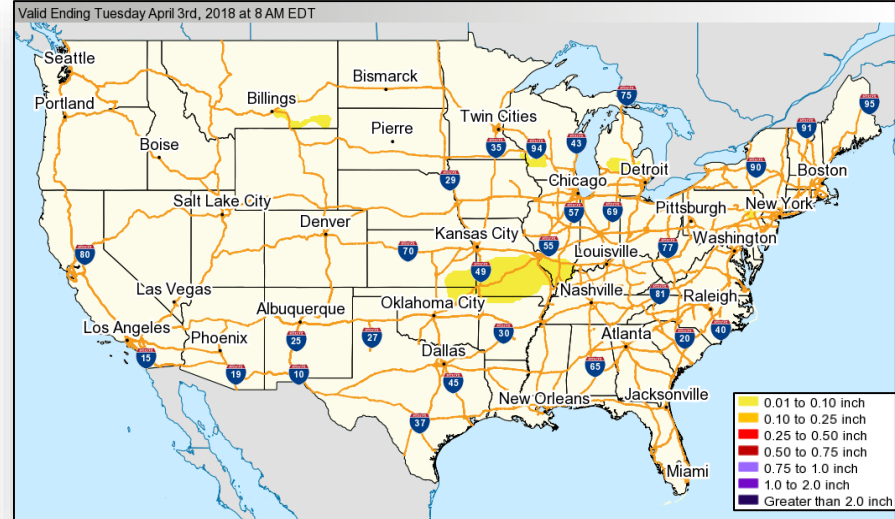 Valid Ending Tuesday April 3rd, 2018 at 8 AM EDT
Seattle
Bismarck
75
95
Portland
Billings
Twin Cities
91
Pierre
35
94
43
Boise
90
Detroit
Boston
29
Chicago
Salt Lake City
57
69
Pittsburgh
New York
Denver
Kansas City
55
Washington
80
70
Louisville
77
49
Las Vegas
Oklahoma City
Nashville
81
Raleigh
Albuquerque
Los Angeles
Phoenix
25
27
30
Atlanta
20
40
15
Dallas
65
19
10
45
New Orleans
Jacksonville
37
Miami
0.01 to 0.10 inch
0.10 to 0.25 inch
0.25 to 0.50 inch
0.50 to 0.75 inch
0.75 to 1.0 inch
1.0 to 2.0 inch
Greater than 2.0 inch